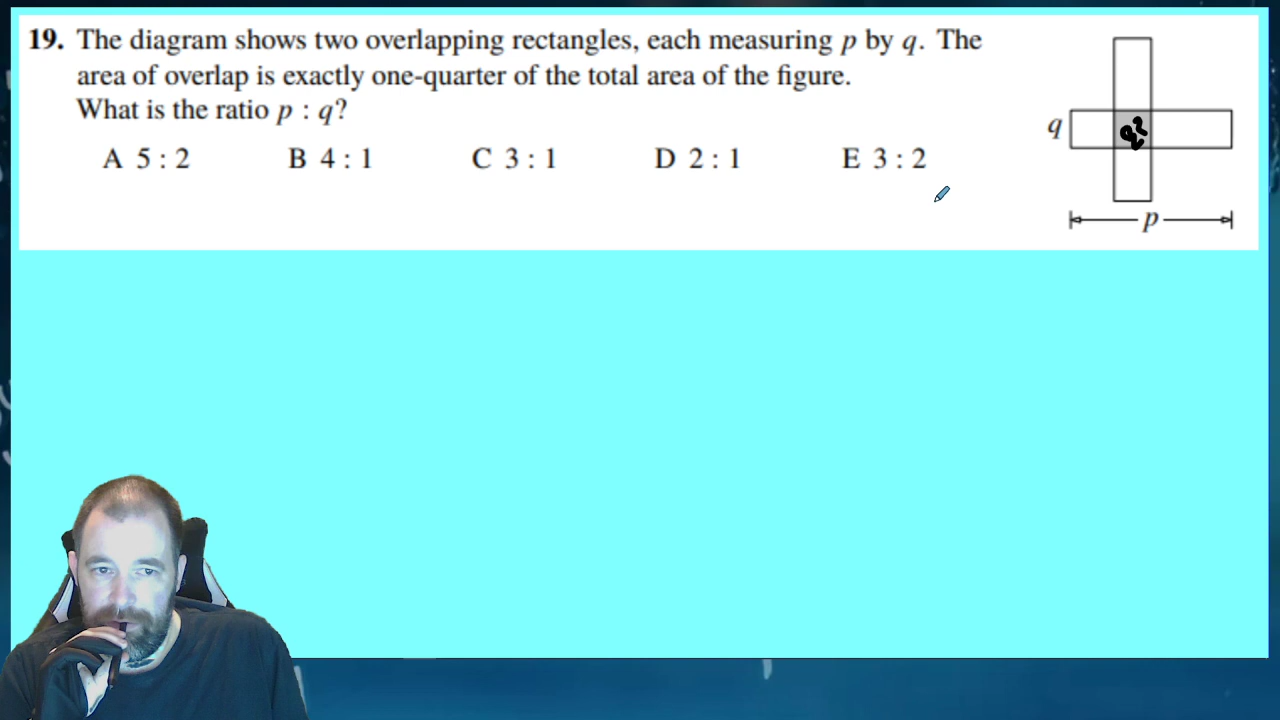 19. The diagram shows two overlapping rectangles, each measuring p by q. The
area of overlap is exactly one-quarter of the total area of the figure.
What is the ratio p : q?
A 5 : 2 B 4 : 1 C 3 : 1 D 2 : 1 E 3 : 2
q
q²
p